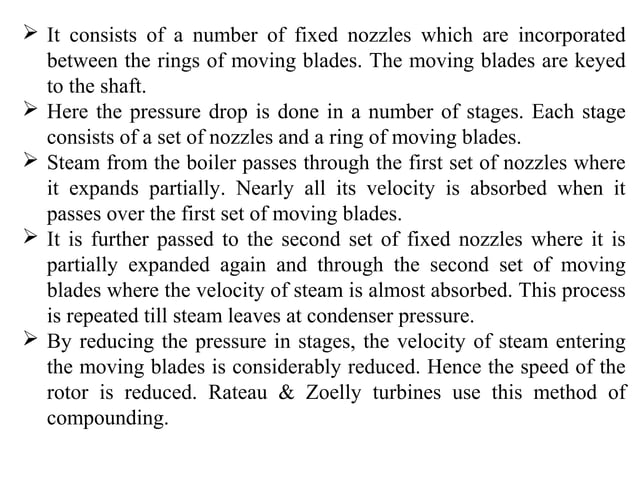 ➢ It consists of a number of fixed nozzles which are incorporated
between the rings of moving blades. The moving blades are keyed
to the shaft.
➢ Here the pressure drop is done in a number of stages. Each stage
consists of a set of nozzles and a ring of moving blades.
➢ Steam from the boiler passes through the first set of nozzles where
it expands partially. Nearly all its velocity is absorbed when it
passes over the first set of moving blades.
➢ It is further passed to the second set of fixed nozzles where it is
partially expanded again and through the second set of moving
blades where the velocity of steam is almost absorbed. This process
is repeated till steam leaves at condenser pressure.
➢ By reducing the pressure in stages, the velocity of steam entering
the moving blades is considerably reduced. Hence the speed of the
rotor is reduced. Rateau & Zoelly turbines use this method of
compounding.